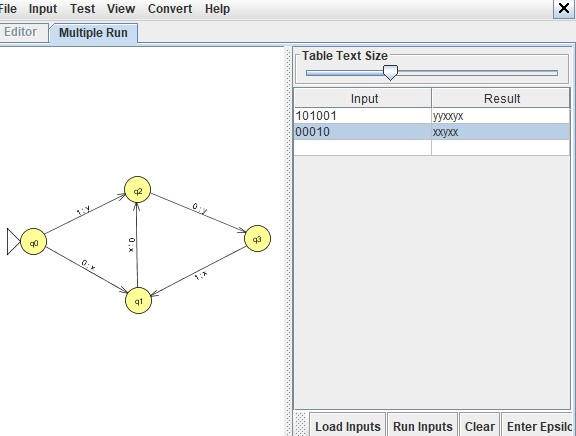 File Input Test View Convert Help
Editor Multiple Run
Table Text Size
Input Result
101001 yyxxyx
00010 xxyxx
q2
1 : y
0 : y
q0
0 : x
q3
0 : x
1 : x
q1
Load Inputs Run Inputs Clear Enter Epsilo